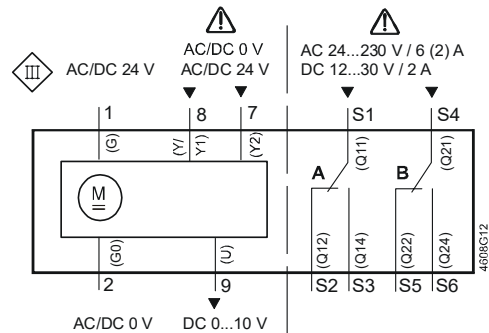 AC/DC 0 V
AC 24...230 V / 6 (2) A
III
AC/DC 24 V
AC/DC 24 V
DC 12...30 V / 2 A
1
8
7
S1
S4
(G)
(Y/
Y1)
(Y2)
(Q11)
(Q21)
A
B
M
(G0)
(U)
(Q12)
(Q14)
(Q22)
(Q24)
4608G12
2
9
S2
S3
S5
S6
AC/DC 0 V
DC 0...10 V